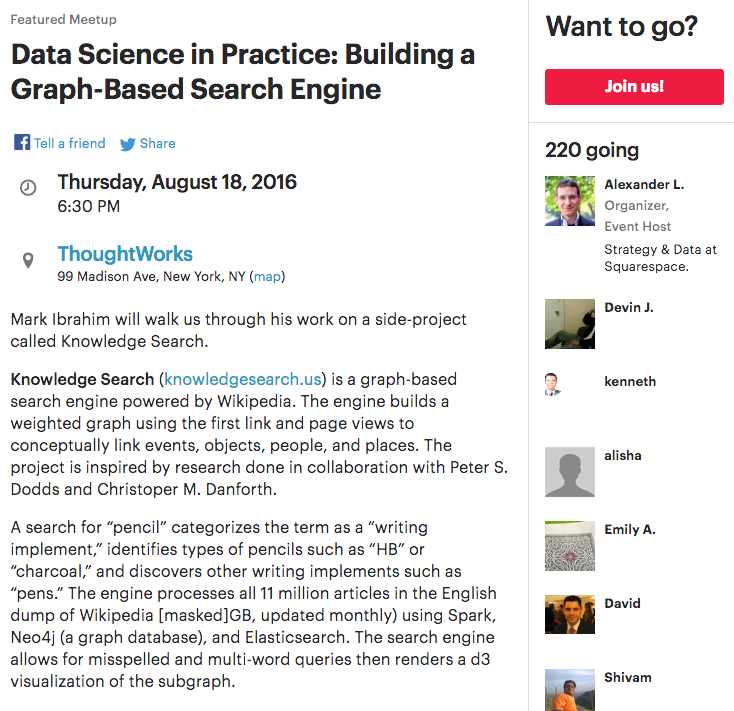 Featured Meetup
Data Science in Practice: Building a
Graph-Based Search Engine
Tell a friend
Share
Thursday, August 18, 2016
6:30 PM
ThoughtWorks
99 Madison Ave, New York, NY (map)
Mark Ibrahim will walk us through his work on a side-project
called Knowledge Search.
Knowledge Search (knowledgesearch.us) is a graph-based
search engine powered by Wikipedia. The engine builds a
weighted graph using the first link and page views to
conceptually link events, objects, people, and places. The
project is inspired by research done in collaboration with Peter S.
Dodds and Christoper M. Danforth.
A search for “pencil” categorizes the term as a “writing
implement,” identifies types of pencils such as “HB” or
“charcoal,” and discovers other writing implements such as
“pens.” The engine processes all 11 million articles in the English
dump of Wikipedia [masked]GB, updated monthly) using Spark,
Neo4j (a graph database), and Elasticsearch. The search engine
allows for misspelled and multi-word queries then renders a d3
visualization of the subgraph.
Want to go?
Join us!
220 going
Alexander L.
Organizer,
Event Host
Strategy & Data at
Squarespace.
Devin J.
kenneth
alisha
Emily A.
David
Shivam